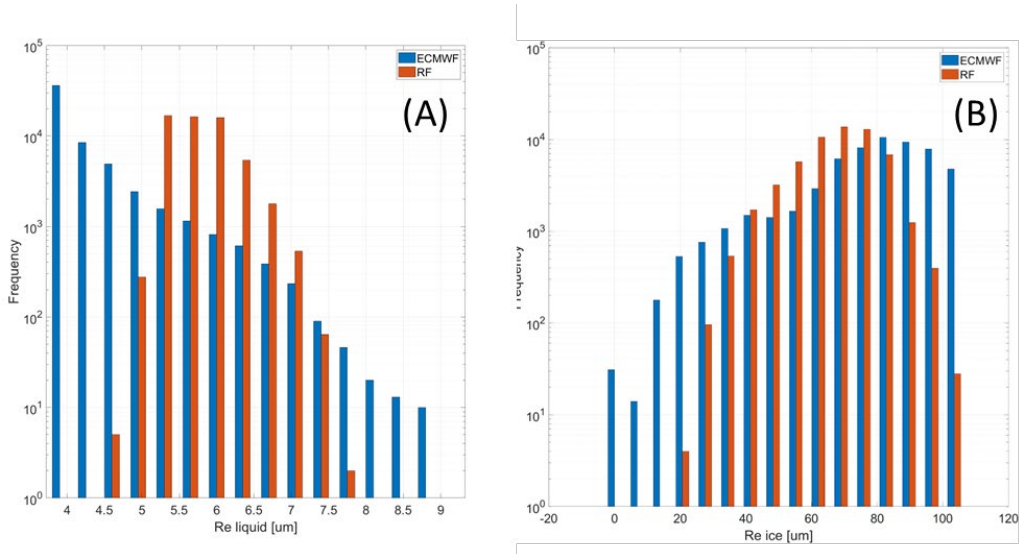 10^5
ECMWF
RF
(A)
10^4
10^3
10^2
10^1
10^0
Frequency
4 4.5 5 5.5 6 6.5 7 7.5 8 8.5 9
Re liquid [um]
10^5
ECMWF
RF
(B)
10^4
10^3
10^2
10^1
10^0
-20 0 20 40 60 80 100 120
Re ice [um]